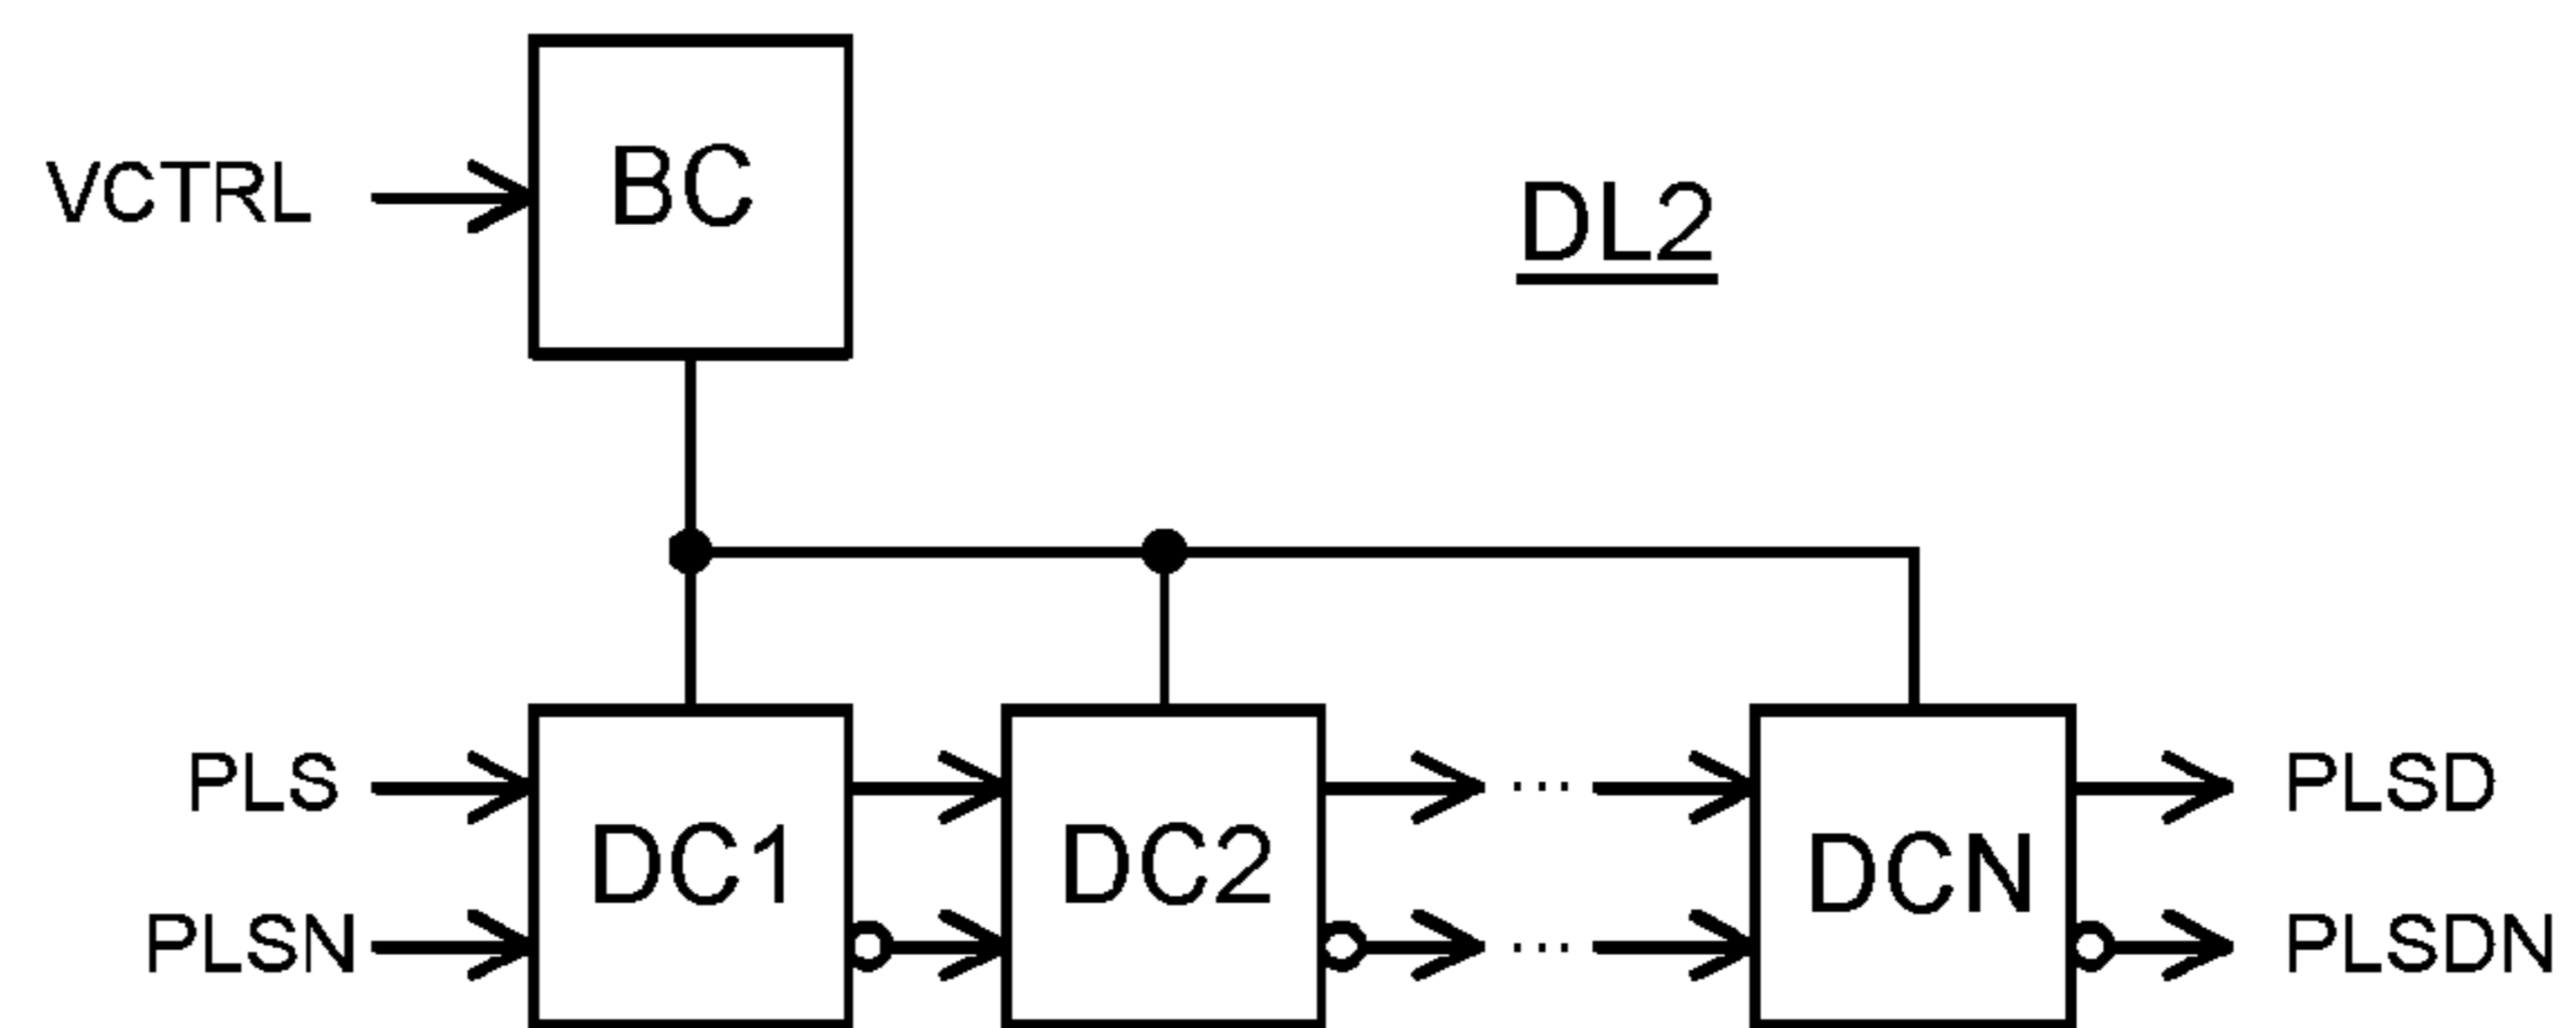 VCTRL
BC
DL2
PLS
DC1
DC2
...
DCN
PLSD
PLSN
...
PLSDN